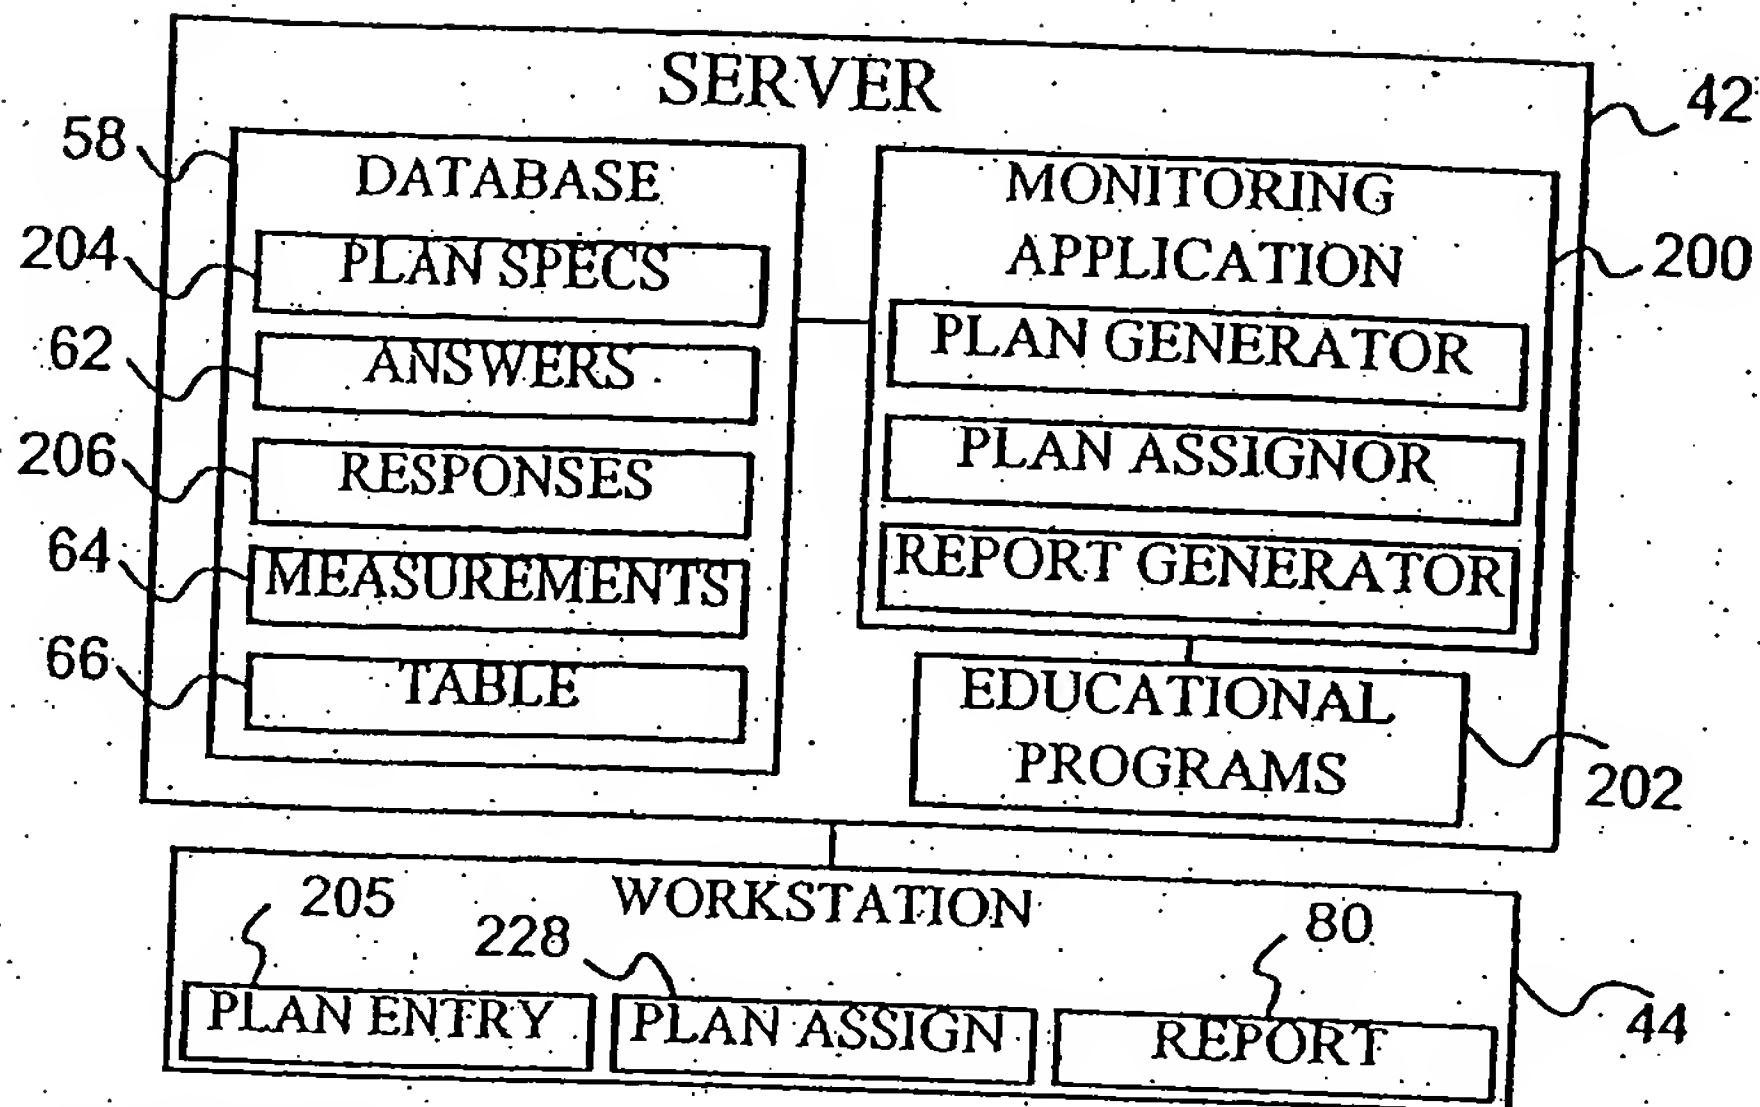 SERVER
42
58
DATABASE
204
PLAN SPECS
62
ANSWERS
206
RESPONSES
64
MEASUREMENTS
66
TABLE
MONITORING
APPLICATION
200
PLAN GENERATOR
PLAN ASSIGNOR
REPORT GENERATOR
EDUCATIONAL
PROGRAMS
202
WORKSTATION
205
228
80
PLAN ENTRY
PLAN ASSIGN
REPORT
44